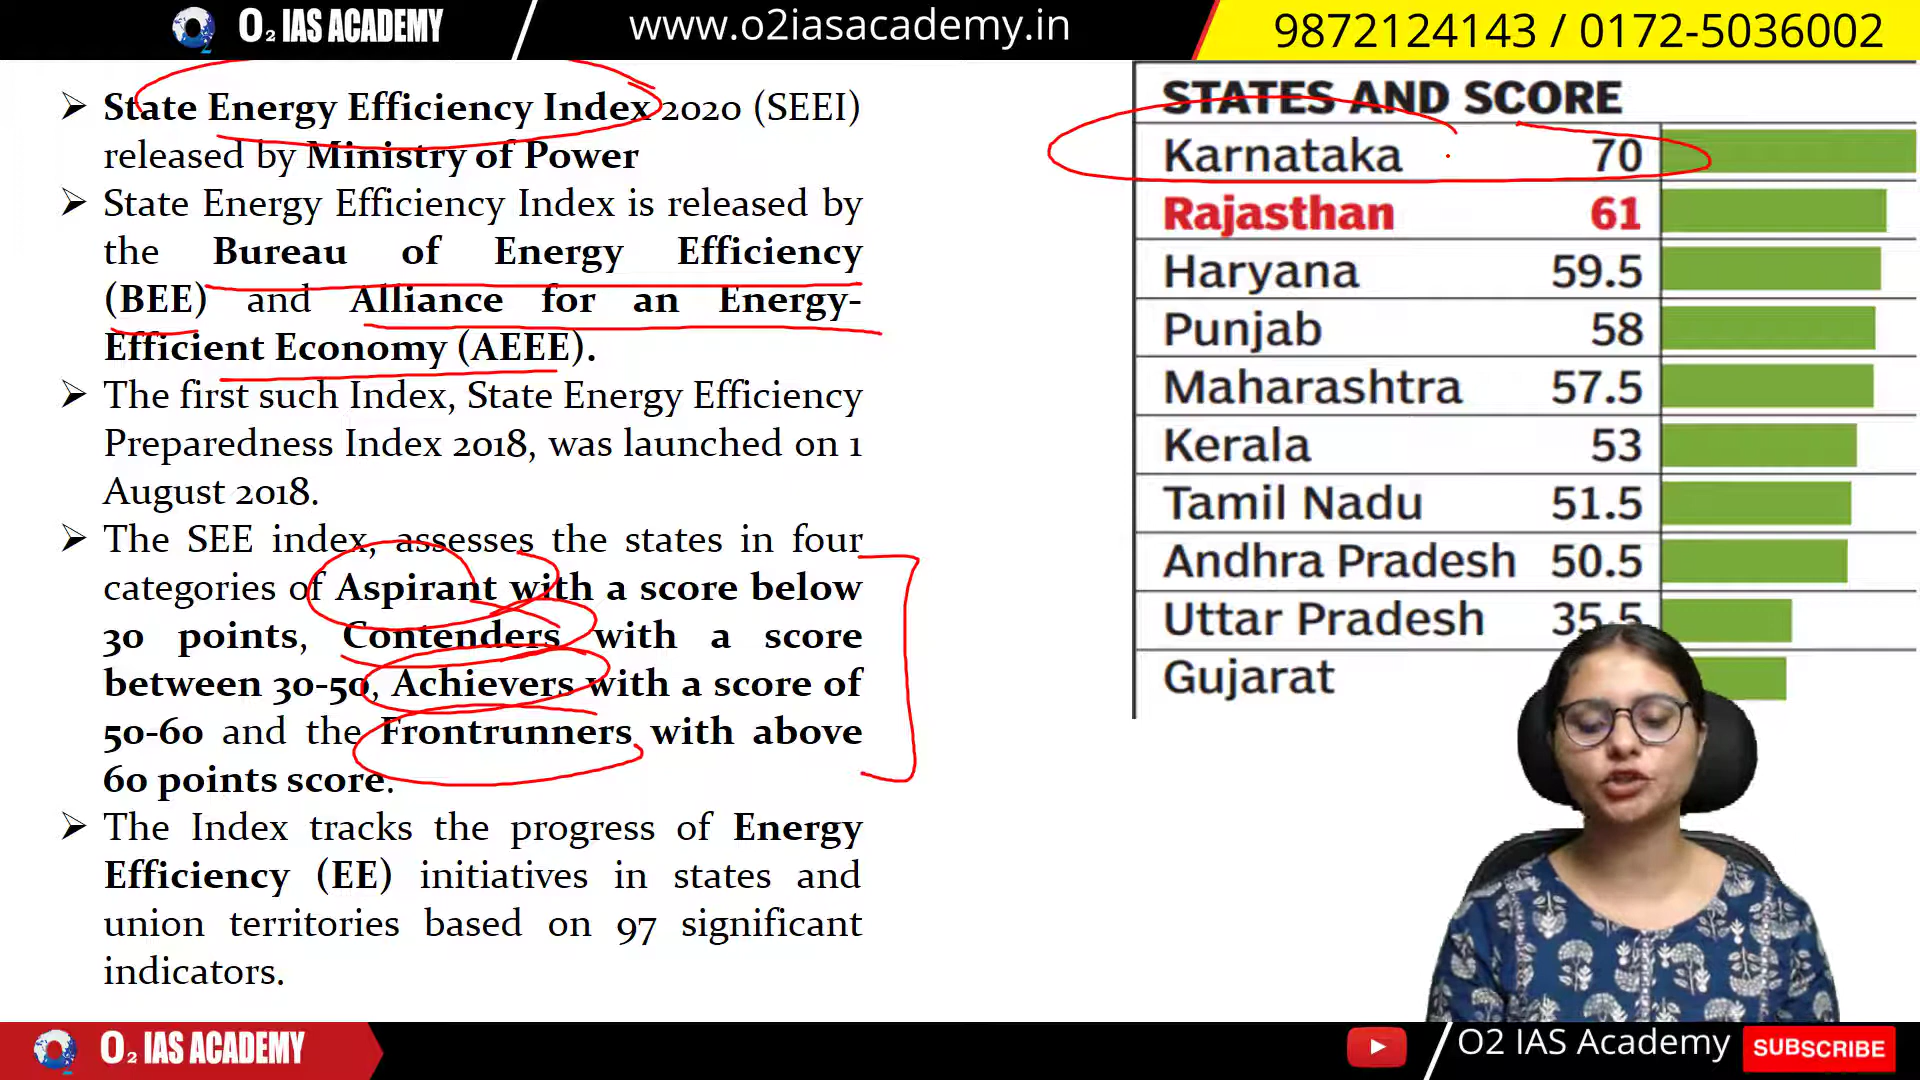 O2 IAS ACADEMY
www.o2iasacademy.in
9872124143 / 0172-5036002
➢ State Energy Efficiency Index 2020 (SEEI)
released by Ministry of Power
➢ State Energy Efficiency Index is released by
the Bureau of Energy Efficiency
(BEE) and Alliance for an Energy-
Efficient Economy (AEEE).
➢ The first such Index, State Energy Efficiency
Preparedness Index 2018, was launched on 1
August 2018.
➢ The SEE index, assesses the states in four
categories of Aspirant with a score below
30 points, Contenders with a score
between 30-50, Achievers with a score of
50-60 and the Frontrunners with above
60 points score.
➢ The Index tracks the progress of Energy
Efficiency (EE) initiatives in states and
union territories based on 97 significant
indicators.
STATES AND SCORE
Karnataka 70
Rajasthan 61
Haryana 59.5
Punjab 58
Maharashtra 57.5
Kerala 53
Tamil Nadu 51.5
Andhra Pradesh 50.5
Uttar Pradesh 35.5
Gujarat
O2 IAS ACADEMY
O2 IAS Academy
SUBSCRIBE